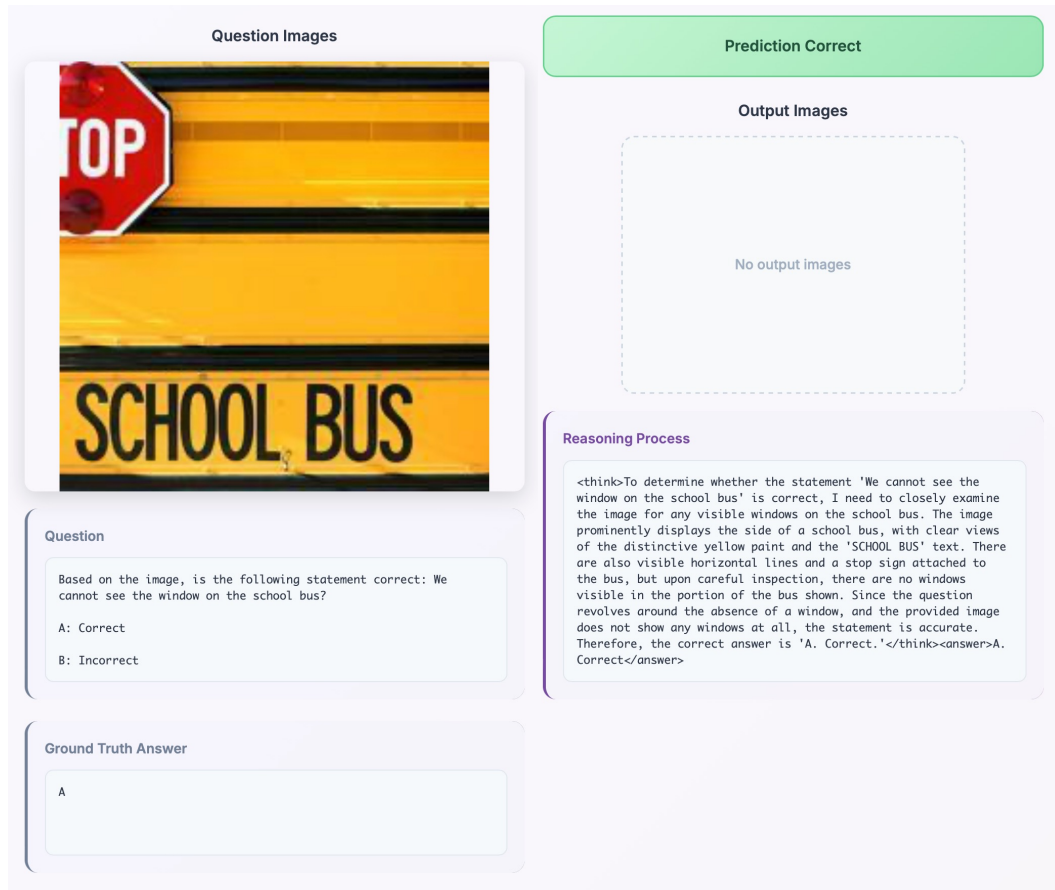 Question Images
TOP
SCHOOL BUS
Question
Based on the image, is the following statement correct: We
cannot see the window on the school bus?
A: Correct
B: Incorrect
Ground Truth Answer
A
Prediction Correct
Output Images
No output images
Reasoning Process
<think>To determine whether the statement 'We cannot see the
window on the school bus' is correct, I need to closely examine
the image for any visible windows on the school bus. The image
prominently displays the side of a school bus, with clear views
of the distinctive yellow paint and the 'SCHOOL BUS' text. There
are also visible horizontal lines and a stop sign attached to
the bus, but upon careful inspection, there are no windows
visible in the portion of the bus shown. Since the question
revolves around the absence of a window, and the provided image
does not show any windows at all, the statement is accurate.
Therefore, the correct answer is 'A. Correct.'</think><answer>A.
Correct</answer>